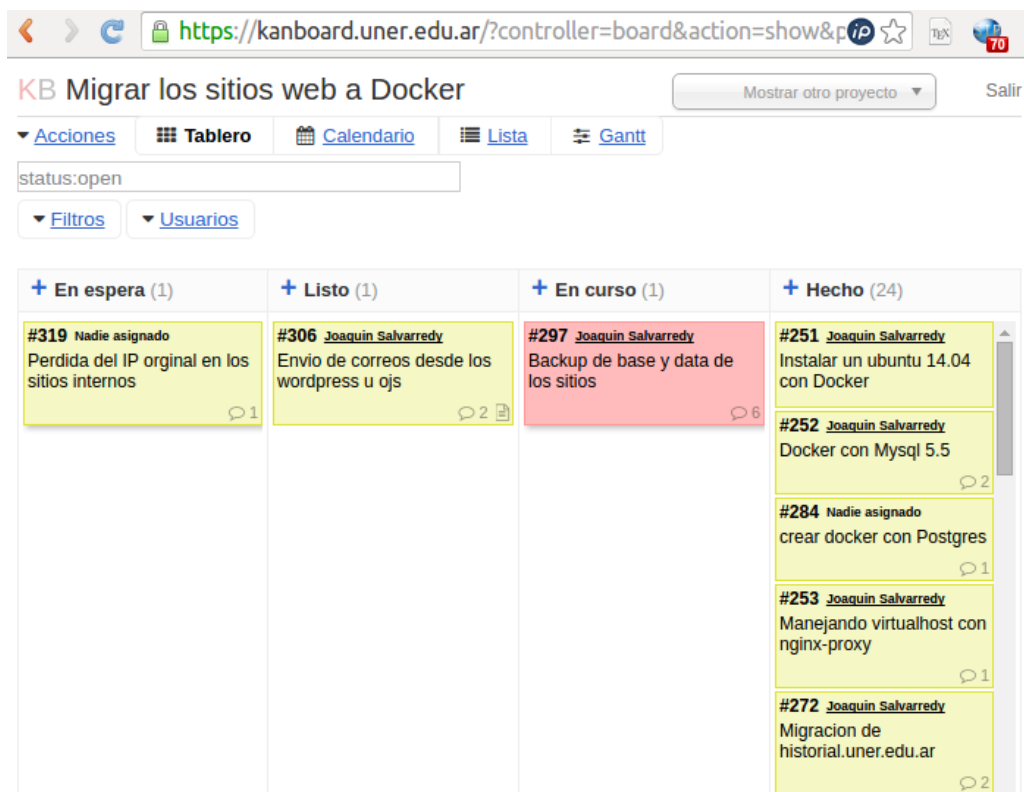 https://kanboard.uner.edu.ar/?controller=board&action=show&p
ip
TEX
70
KB Migrar los sitios web a Docker
Mostrar otro proyecto
Salir
Acciones
Tablero
Calendario
Lista
Gantt
status:open
Filtros
Usuarios
+ En espera (1)
#319 Nadie asignado
Perdida del IP orginal en los
sitios internos
1
+ Listo (1)
#306 Joaquin Salvarredy
Envio de correos desde los
wordpress u ojs
2
+ En curso (1)
#297 Joaquin Salvarredy
Backup de base y data de
los sitios
6
+ Hecho (24)
#251 Joaquin Salvarredy
Instalar un ubuntu 14.04
con Docker
#252 Joaquin Salvarredy
Docker con Mysql 5.5
2
#284 Nadie asignado
crear docker con Postgres
1
#253 Joaquin Salvarredy
Manejando virtualhost con
nginx-proxy
1
#272 Joaquin Salvarredy
Migracion de
historial.uner.edu.ar
2